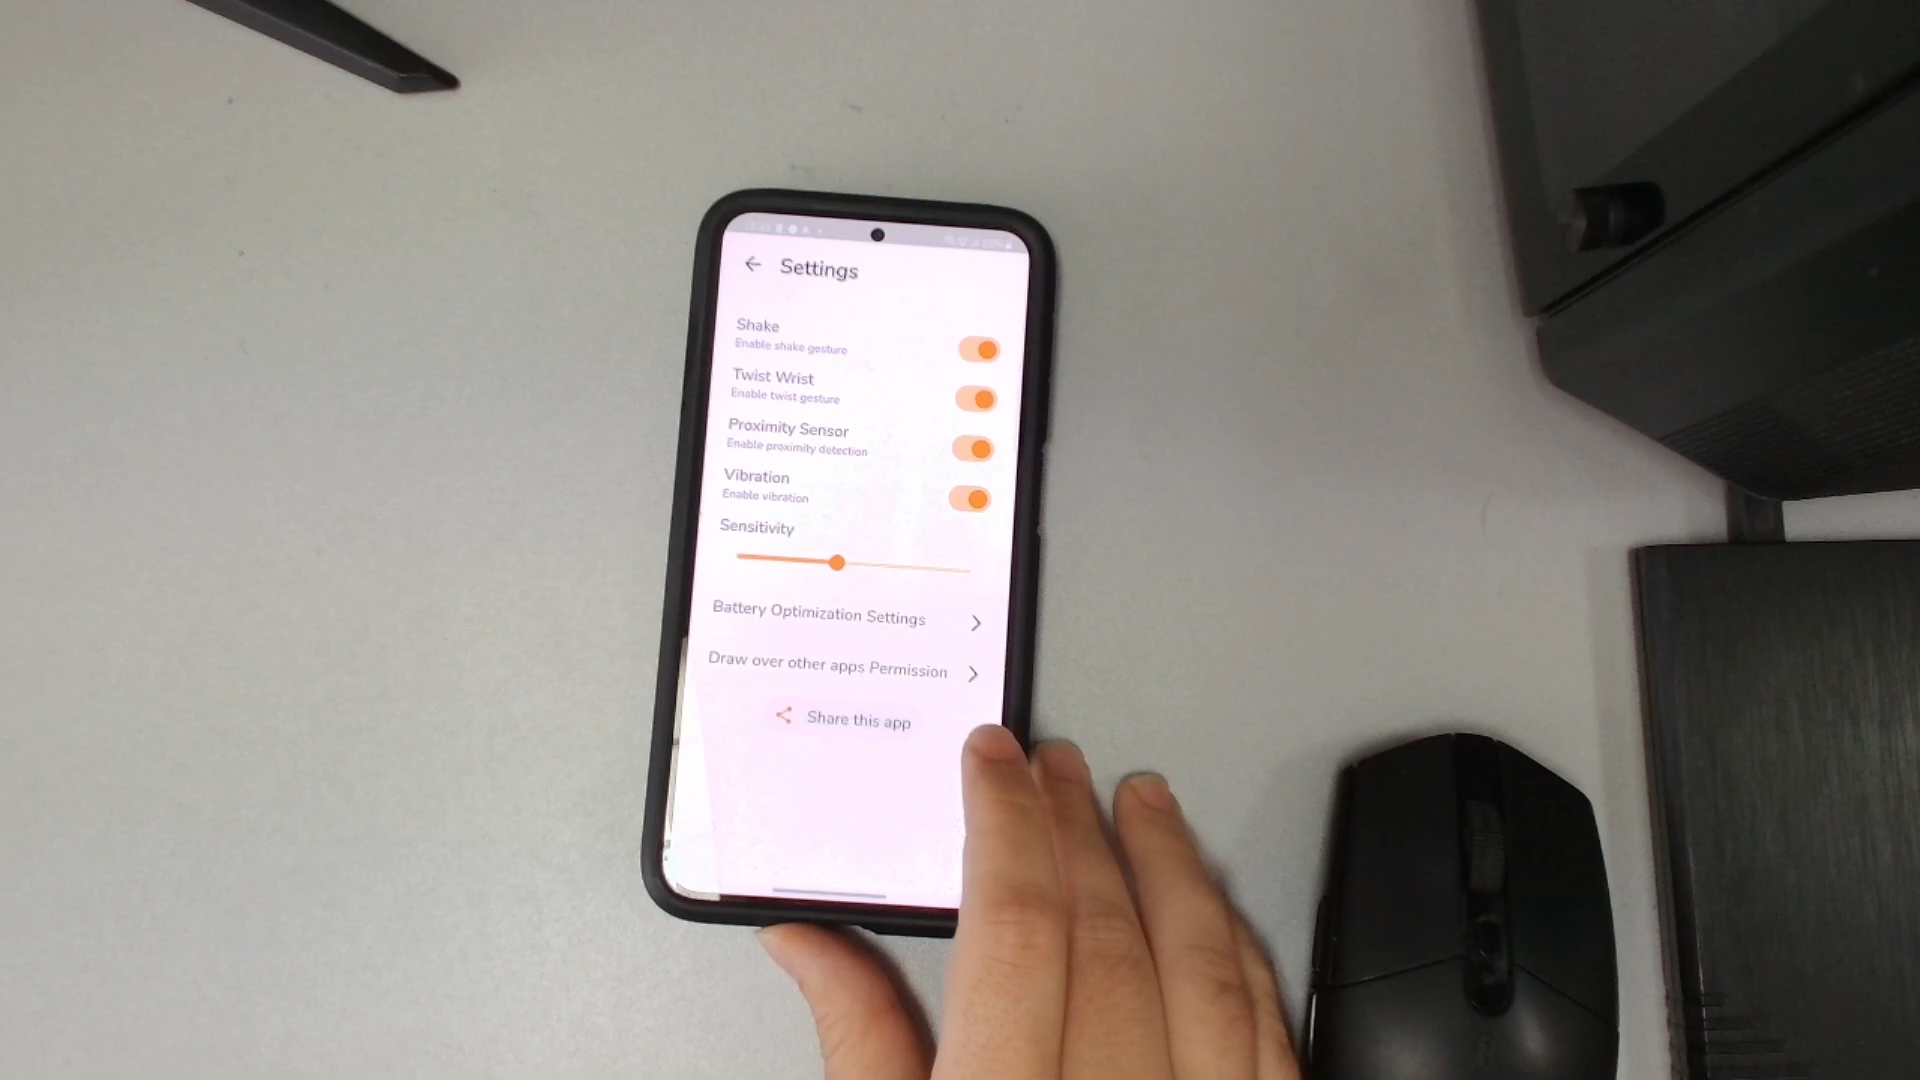 Settings
Shake
Enable shake gesture
Twist Wrist
Enable twist gesture
Proximity Sensor
Enable proximity detection
Vibration
Enable vibration
Sensitivity
Battery Optimization Settings
Draw over other apps Permission
Share this app